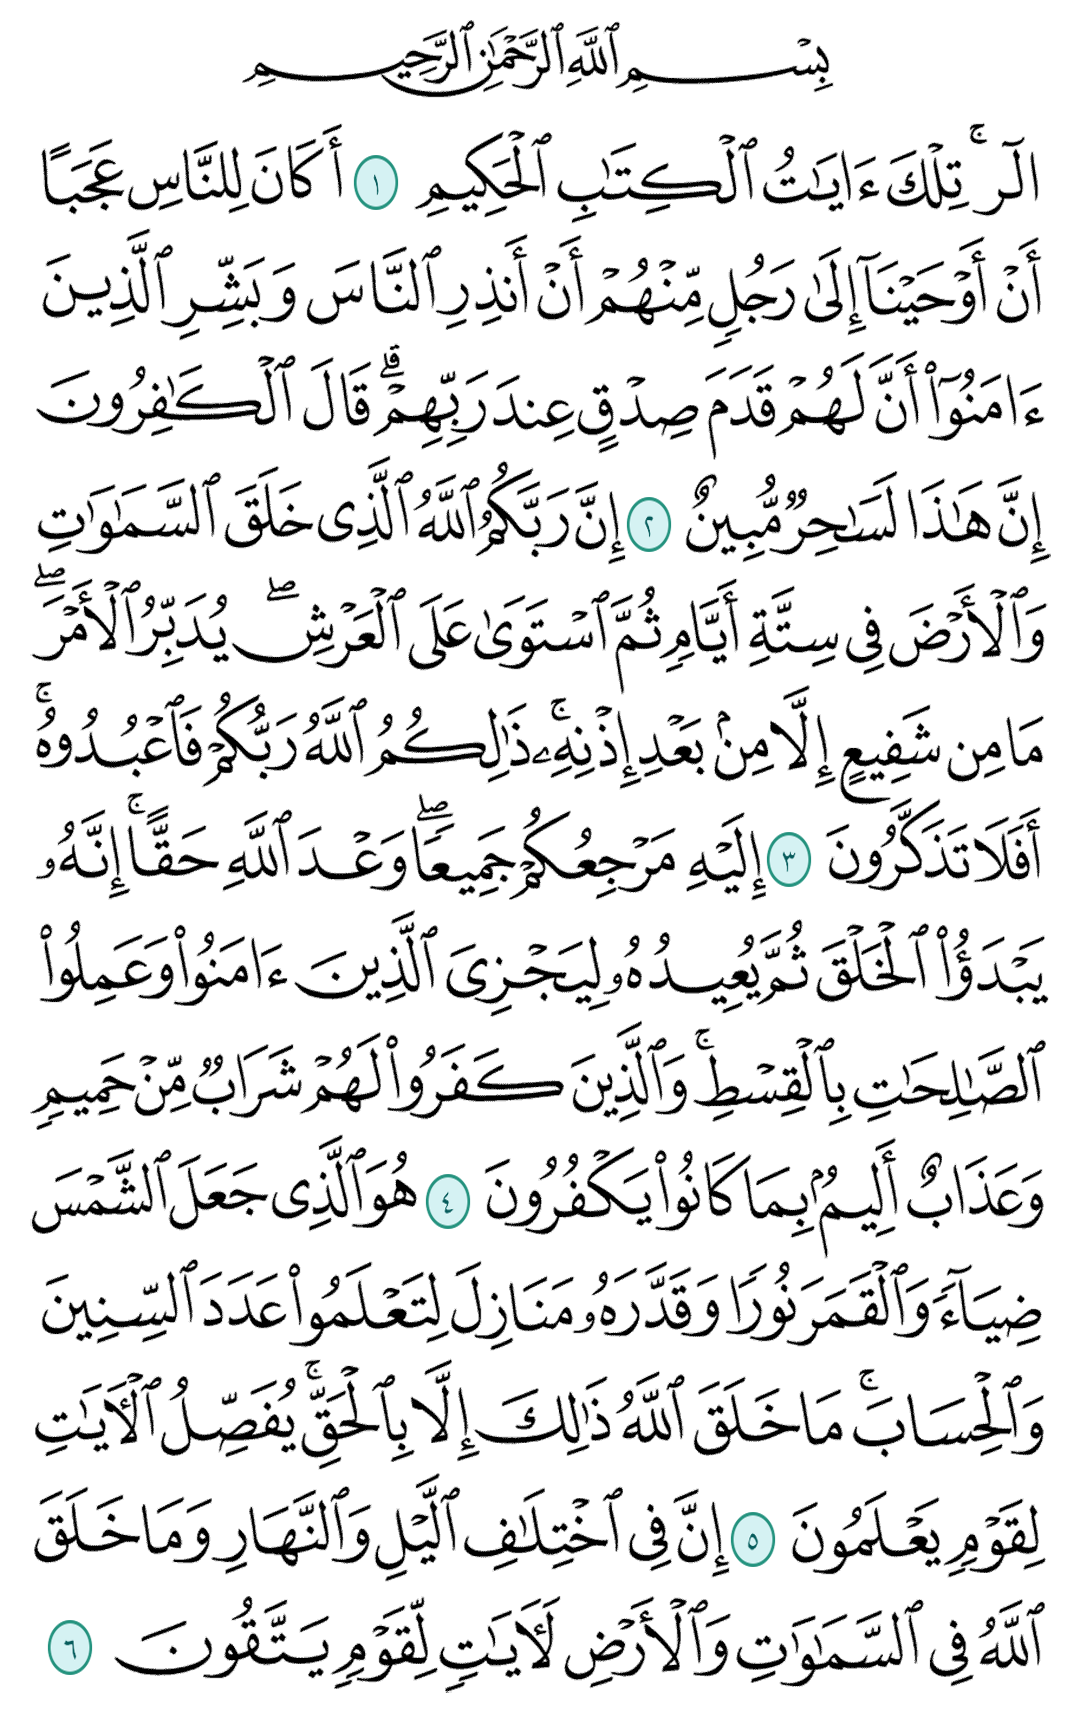 بِسْمِ ٱللَّهِ ٱلرَّحْمَٰنِ ٱلرَّحِيمِ
الٓرۚ تِلْكَ ءَايَٰتُ ٱلْكِتَٰبِ ٱلْحَكِيمِ ١ أَكَانَ لِلنَّاسِ عَجَبًا
أَنْ أَوْحَيْنَآ إِلَىٰ رَجُلٍ مِّنْهُمْ أَنْ أَنذِرِ ٱلنَّاسَ وَبَشِّرِ ٱلَّذِينَ
ءَامَنُوٓا۟ أَنَّ لَهُمْ قَدَمَ صِدْقٍ عِندَ رَبِّهِمْۗ قَالَ ٱلْكَٰفِرُونَ
إِنَّ هَٰذَا لَسَٰحِرٌ مُّبِينٌ ٢ إِنَّ رَبَّكُمُ ٱللَّهُ ٱلَّذِى خَلَقَ ٱلسَّمَٰوَٰتِ
وَٱلْأَرْضَ فِى سِتَّةِ أَيَّامٍ ثُمَّ ٱسْتَوَىٰ عَلَى ٱلْعَرْشِۖ يُدَبِّرُ ٱلْأَمْرَۖ
مَا مِن شَفِيعٍ إِلَّا مِنۢ بَعْدِ إِذْنِهِۦۚ ذَٰلِكُمُ ٱللَّهُ رَبُّكُمْ فَٱعْبُدُوهُۚ
أَفَلَا تَذَكَّرُونَ ٣ إِلَيْهِ مَرْجِعُكُمْ جَمِيعًاۖ وَعْدَ ٱللَّهِ حَقًّاۚ إِنَّهُۥ
يَبْدَؤُا۟ ٱلْخَلْقَ ثُمَّ يُعِيدُهُۥ لِيَجْزِىَ ٱلَّذِينَ ءَامَنُوا۟ وَعَمِلُوا۟
ٱلصَّٰلِحَٰتِ بِٱلْقِسْطِۚ وَٱلَّذِينَ كَفَرُوا۟ لَهُمْ شَرَابٌ مِّنْ حَمِيمٍ
وَعَذَابٌ أَلِيمٌۢ بِمَا كَانُوا۟ يَكْفُرُونَ ٤ هُوَ ٱلَّذِى جَعَلَ ٱلشَّمْسَ
ضِيَآءً وَٱلْقَمَرَ نُورًا وَقَدَّرَهُۥ مَنَازِلَ لِتَعْلَمُوا۟ عَدَدَ ٱلسِّنِينَ
وَٱلْحِسَابَۚ مَا خَلَقَ ٱللَّهُ ذَٰلِكَ إِلَّا بِٱلْحَقِّۚ يُفَصِّلُ ٱلْءَايَٰتِ
لِقَوْمٍ يَعْلَمُونَ ٥ إِنَّ فِى ٱخْتِلَٰفِ ٱلَّيْلِ وَٱلنَّهَارِ وَمَا خَلَقَ
ٱللَّهُ فِى ٱلسَّمَٰوَٰتِ وَٱلْأَرْضِ لَءَايَٰتٍ لِّقَوْمٍ يَتَّقُونَ ٦